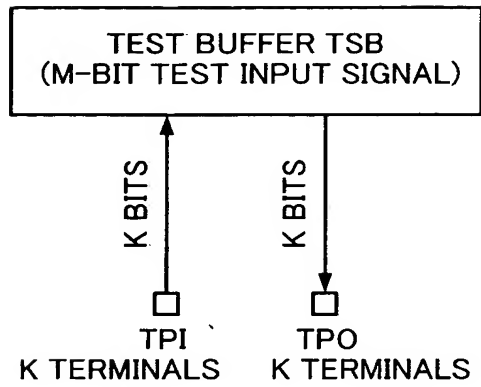 TEST BUFFER TSB
(M-BIT TEST INPUT SIGNAL)
K BITS
K BITS
TPI
K TERMINALS
TPO
K TERMINALS